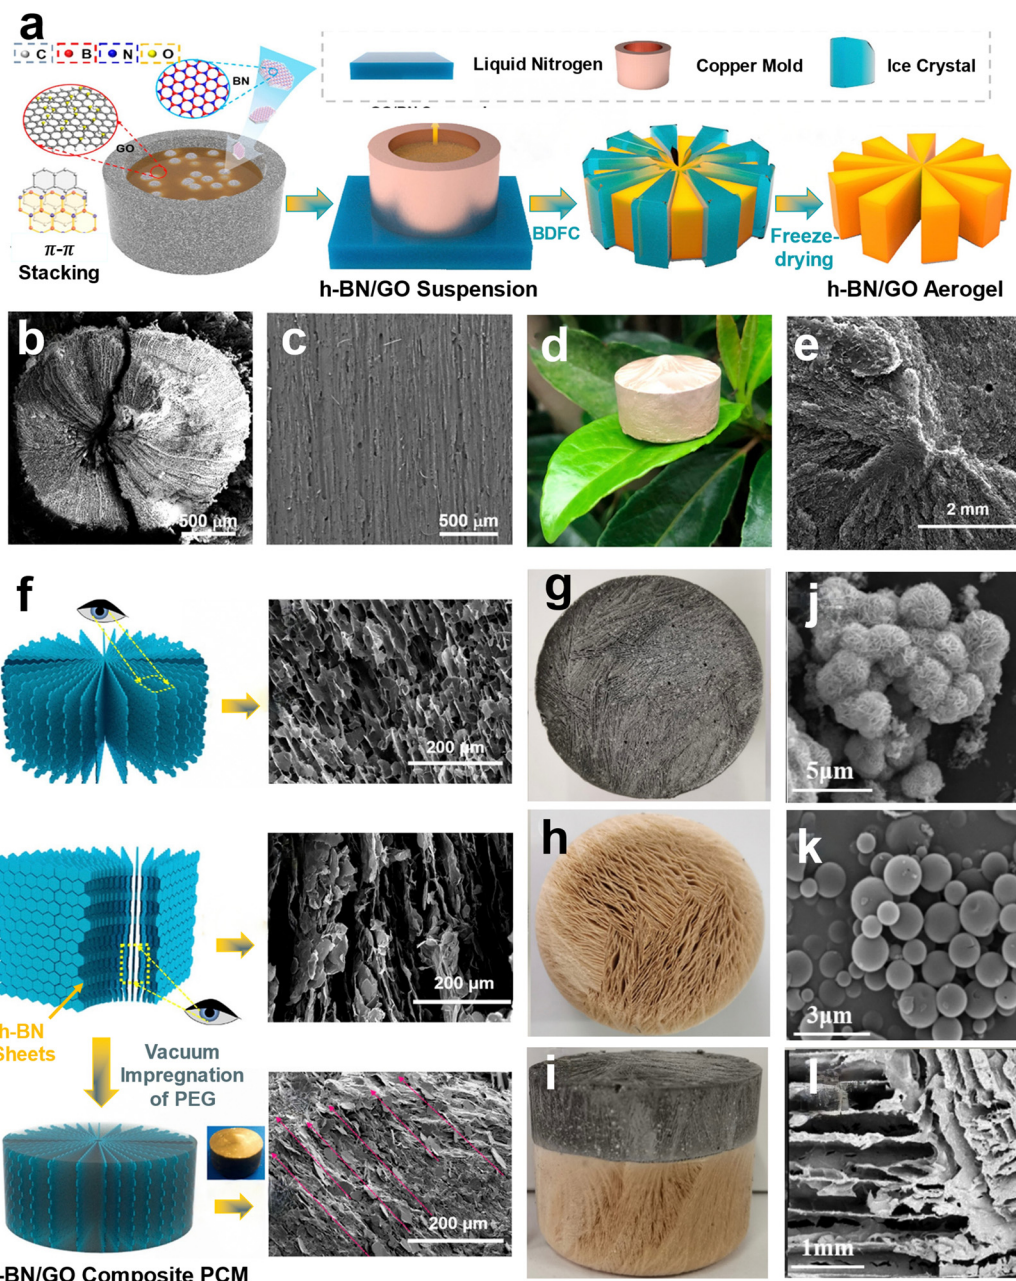 a
C B N O
BN
GO
π-π
Stacking
Liquid Nitrogen
Copper Mold
Ice Crystal
BDFC
Freeze-
drying
h-BN/GO Suspension
h-BN/GO Aerogel
b
500 μm
c
500 μm
d
e
2 mm
f
200 μm
g
j
5μm
200 μm
h-BN
Sheets
h
k
3μm
Vacuum
Impregnation
of PEG
200 μm
i
l
1mm
-BN/GO Composite PCM